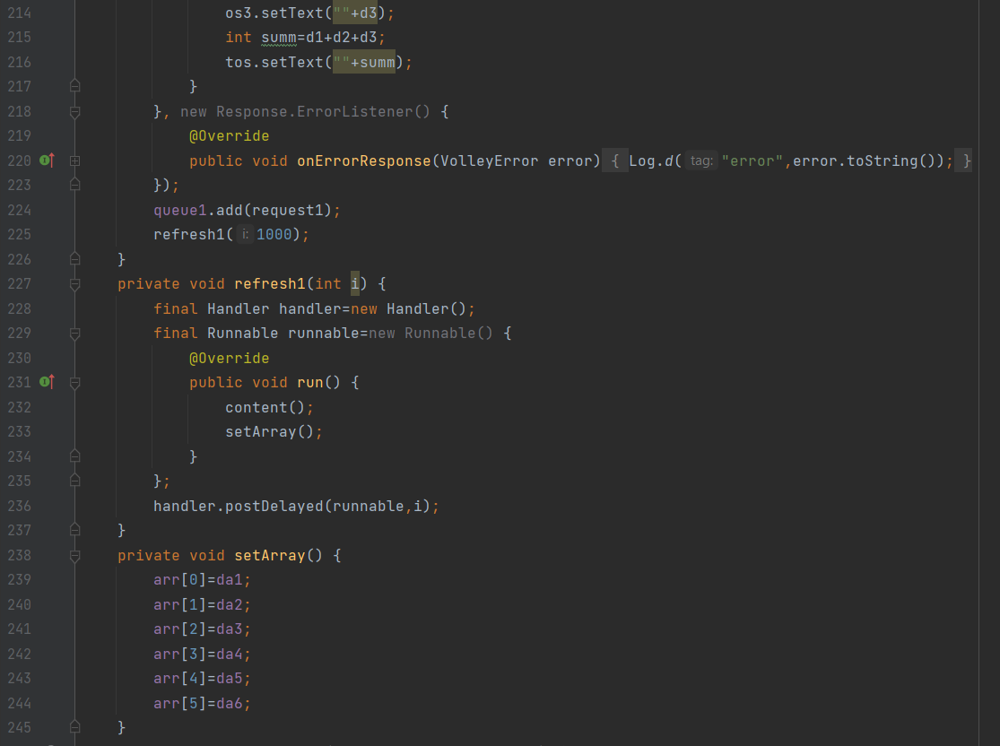 214 os3.setText(""+d3);
215 int summ=d1+d2+d3;
216 tos.setText(""+summ);
217 }
218 }, new Response.ErrorListener() {
219 @Override
220 public void onErrorResponse(VolleyError error) { Log.d( tag: "error",error.toString()); }
223 });
224 queue1.add(request1);
225 refresh1( i: 1000);
226 }
227 private void refresh1(int i) {
228 final Handler handler=new Handler();
229 final Runnable runnable=new Runnable() {
230 @Override
231 public void run() {
232 content();
233 setArray();
234 }
235 };
236 handler.postDelayed(runnable,i);
237 }
238 private void setArray() {
239 arr[0]=da1;
240 arr[1]=da2;
241 arr[2]=da3;
242 arr[3]=da4;
243 arr[4]=da5;
244 arr[5]=da6;
245 }